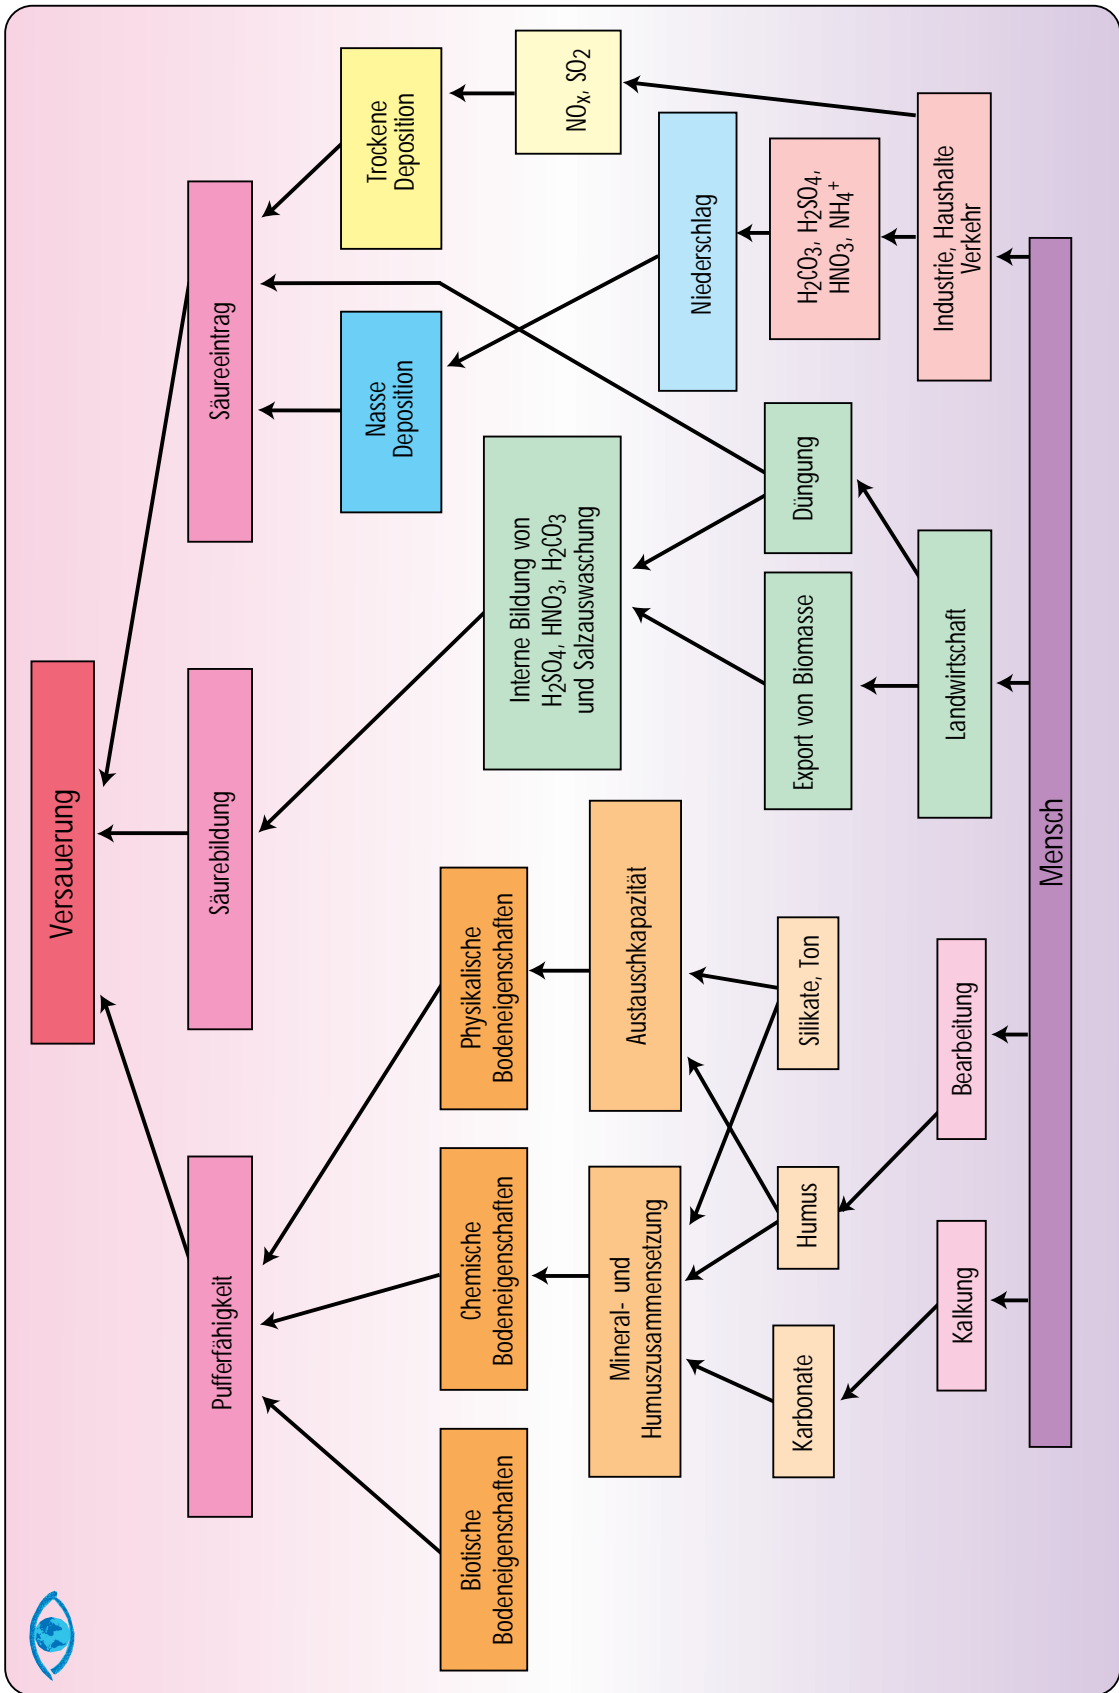 Versauerung
Pufferfähigkeit
Säurebildung
Säureeintrag
Biotische
Bodeneigenschaften
Chemische
Bodeneigenschaften
Physikalische
Bodeneigenschaften
Nasse
Deposition
Trockene
Deposition
Interne Bildung von
H2SO4, HNO3, H2CO3
und Salzauswaschung
NOx, SO2
Mineral- und
Humuszusammensetzung
Austauschkapazität
Niederschlag
Karbonate
Humus
Silikate, Ton
Export von Biomasse
Düngung
H2CO3, H2SO4,
HNO3, NH4+
Kalkung
Bearbeitung
Landwirtschaft
Industrie, Haushalte
Verkehr
Mensch